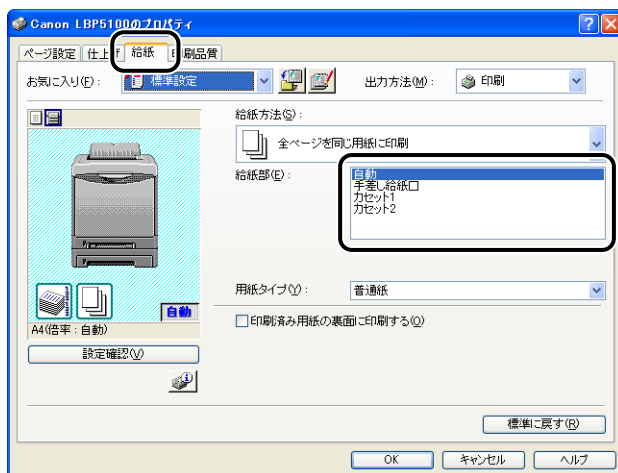 Canon LBP5100のプロパティ
ページ設定 仕上げ 給紙 印刷品質
お気に入り(F): 標準設定 出力方法(M): 印刷
給紙方法(S):
全ページを同じ用紙に印刷
給紙部(E): 自動
手差し給紙口
カセット1
カセット2
自動
A4(倍率:自動)
用紙タイプ(Y): 普通紙
印刷済み用紙の裏面に印刷する(O)
設定確認(V)
標準に戻す(R)
OK キャンセル ヘルプ